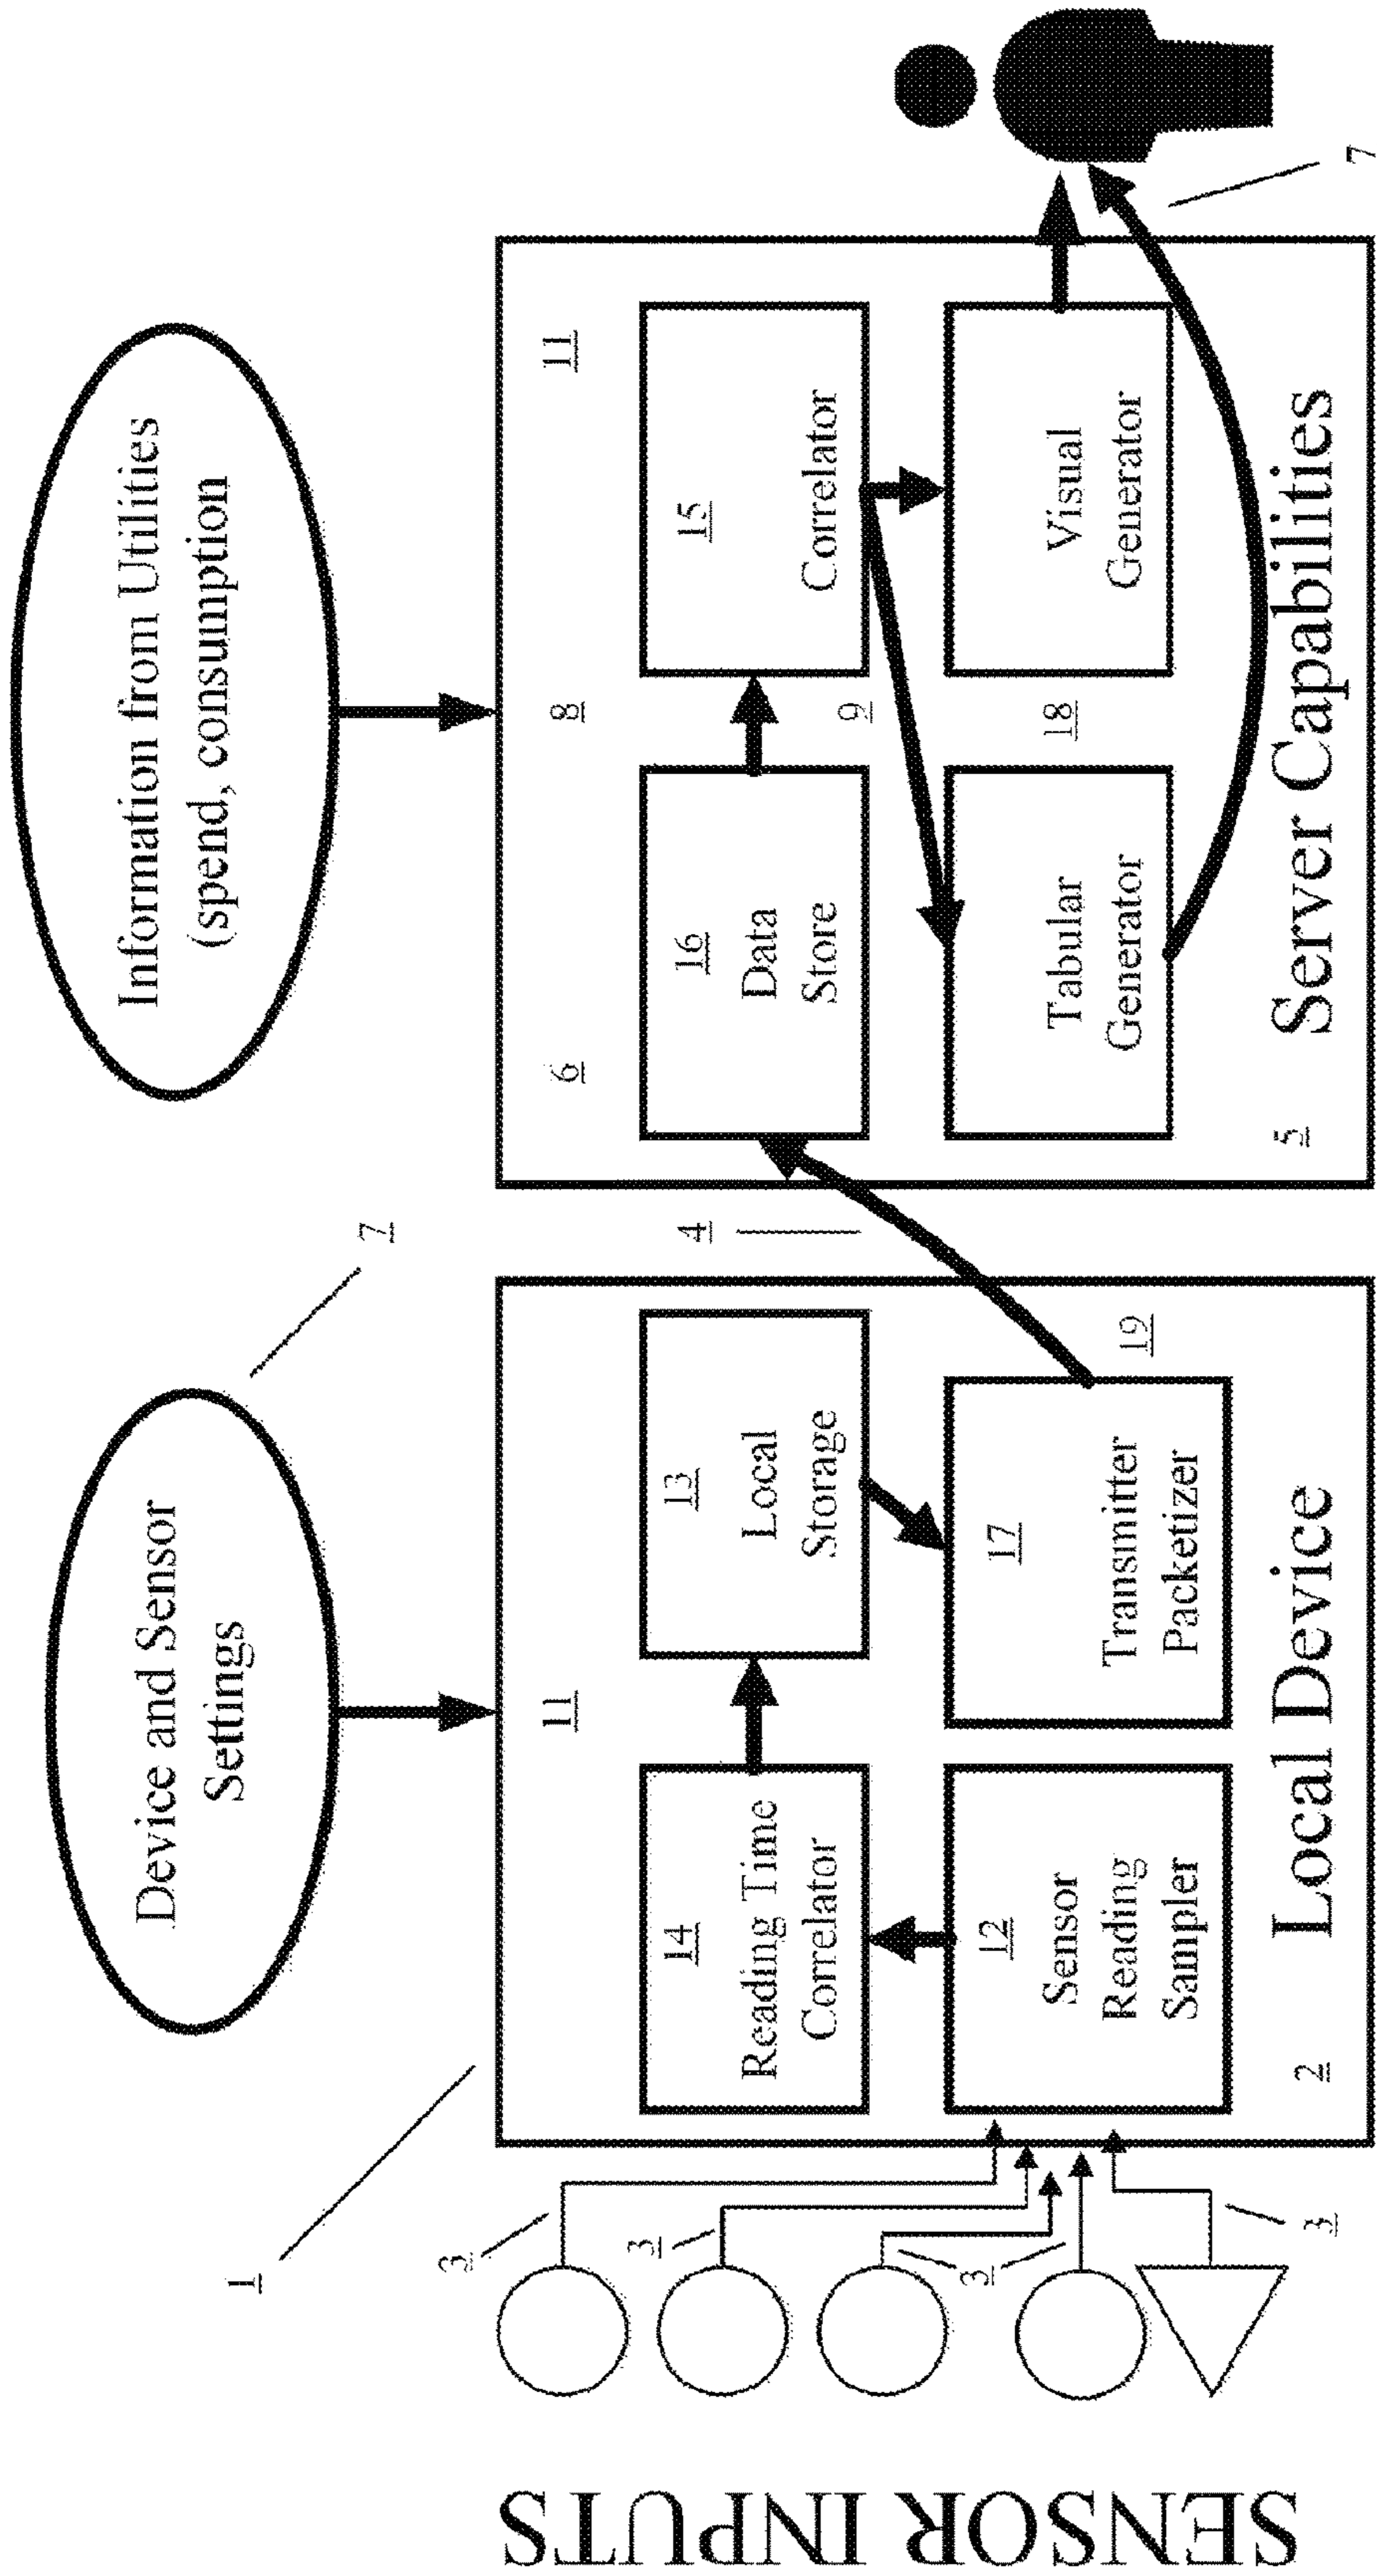 SENSOR INPUTS
1
3
3
3
3
Device and Sensor
Settings
7
11
14
Reading Time
Correlator
13
Local
Storage
12
Sensor
Reading
Sampler
17
Transmitter
Packetizer
19
2
Local Device
4
Information from Utilities
(spend, consumption
6
8
11
16
Data
Store
15
Correlator
9
Tabular
Generator
18
Visual
Generator
5
Server Capabilities
7